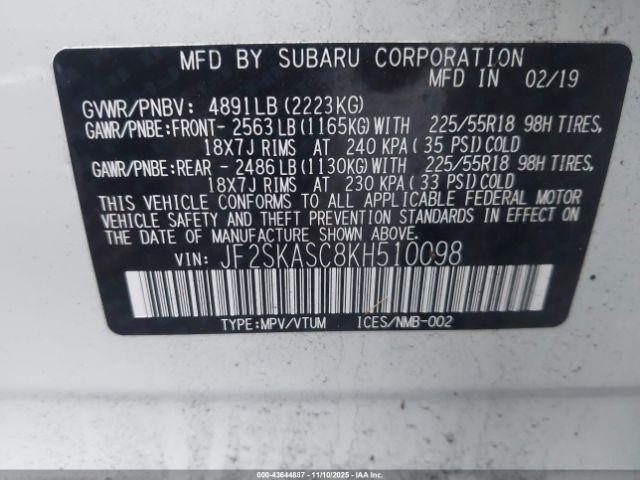 MFD BY SUBARU CORPORATION
MFD IN 02/19
GVWR/PNBV: 4891LB (2223KG)
GAWR/PNBE:FRONT- 2563 LB (1165KG)WITH 225/55R18 98H TIRES,
18X7J RIMS AT 240 KPA ( 35 PSI)COLD
GAWR/PNBE:REAR - 2486 LB (1130KG)WITH 225/55R18 98H TIRES,
18X7J RIMS AT 230 KPA ( 33 PSI)COLD
THIS VEHICLE CONFORMS TO ALL APPLICABLE FEDERAL MOTOR
VEHICLE SAFETY AND THEFT PREVENTION STANDARDS IN EFFECT ON
THE DATE OF MANUFACTURE SHOWN ABOVE.
VIN: JF2SKASC8KH510098
TYPE:MPV/VTUM ICES/NMB-002
000-43644887 - 11/10/2025 - IAAI.COM